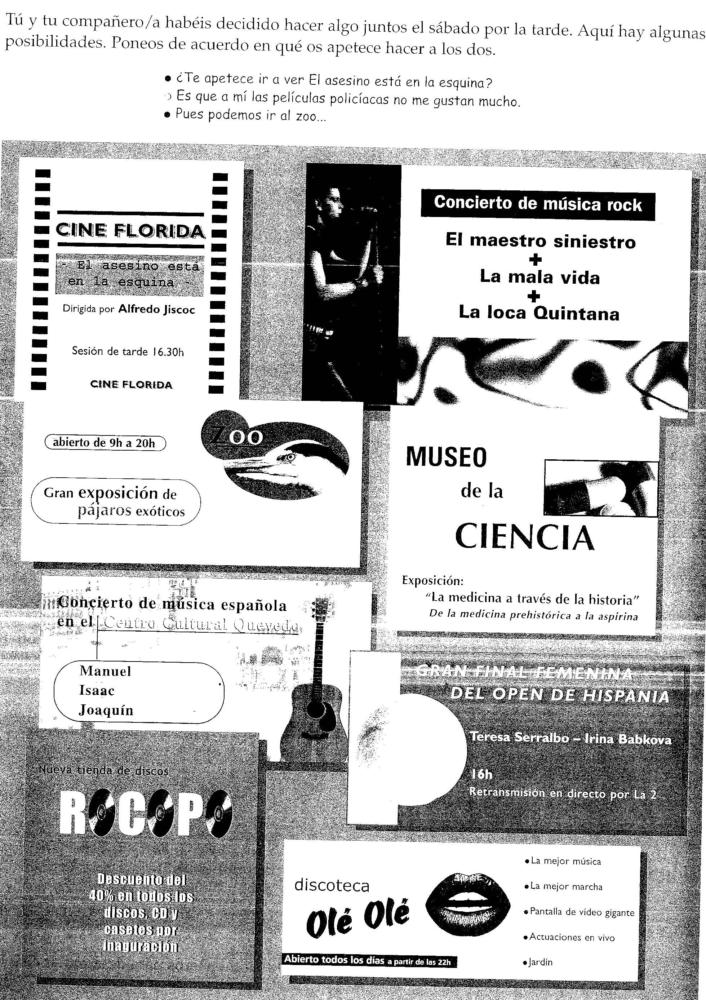 Tú y tu compañero/a habéis decidido hacer algo juntos el sábado por la tarde. Aquí hay algunas
posibilidades. Poneos de acuerdo en qué os apetece hacer a los dos.
● ¿Te apetece ir a ver El asesino está en la esquina?
○ Es que a mí las películas policíacas no me gustan mucho.
● Pues podemos ir al zoo...
CINE FLORIDA
- El asesino está
en la esquina -
Dirigida por Alfredo Jiscoc
Sesión de tarde 16.30h
CINE FLORIDA
Concierto de música rock
El maestro siniestro
+
La mala vida
+
La loca Quintana
abierto de 9h a 20h
Zoo
Gran exposición de
pájaros exóticos
MUSEO
de la
CIENCIA
Exposición:
"La medicina a través de la historia"
De la medicina prehistórica a la aspirina
Concierto de música española
en el Centro Cultural Quevedo
Manuel
Isaac
Joaquín
GRAN FINAL FEMENINA
DEL OPEN DE HISPANIA
Teresa Serralbo – Irina Babkova
16h
Retransmisión en directo por La 2
Nueva tienda de discos
ROCOPO
Descuento del
40% en todos los
discos, CD y
casetes por
inaguración
discoteca
Olé Olé
Abierto todos los días a partir de las 22h
● La mejor música
● La mejor marcha
● Pantalla de vídeo gigante
● Actuaciones en vivo
● Jardín